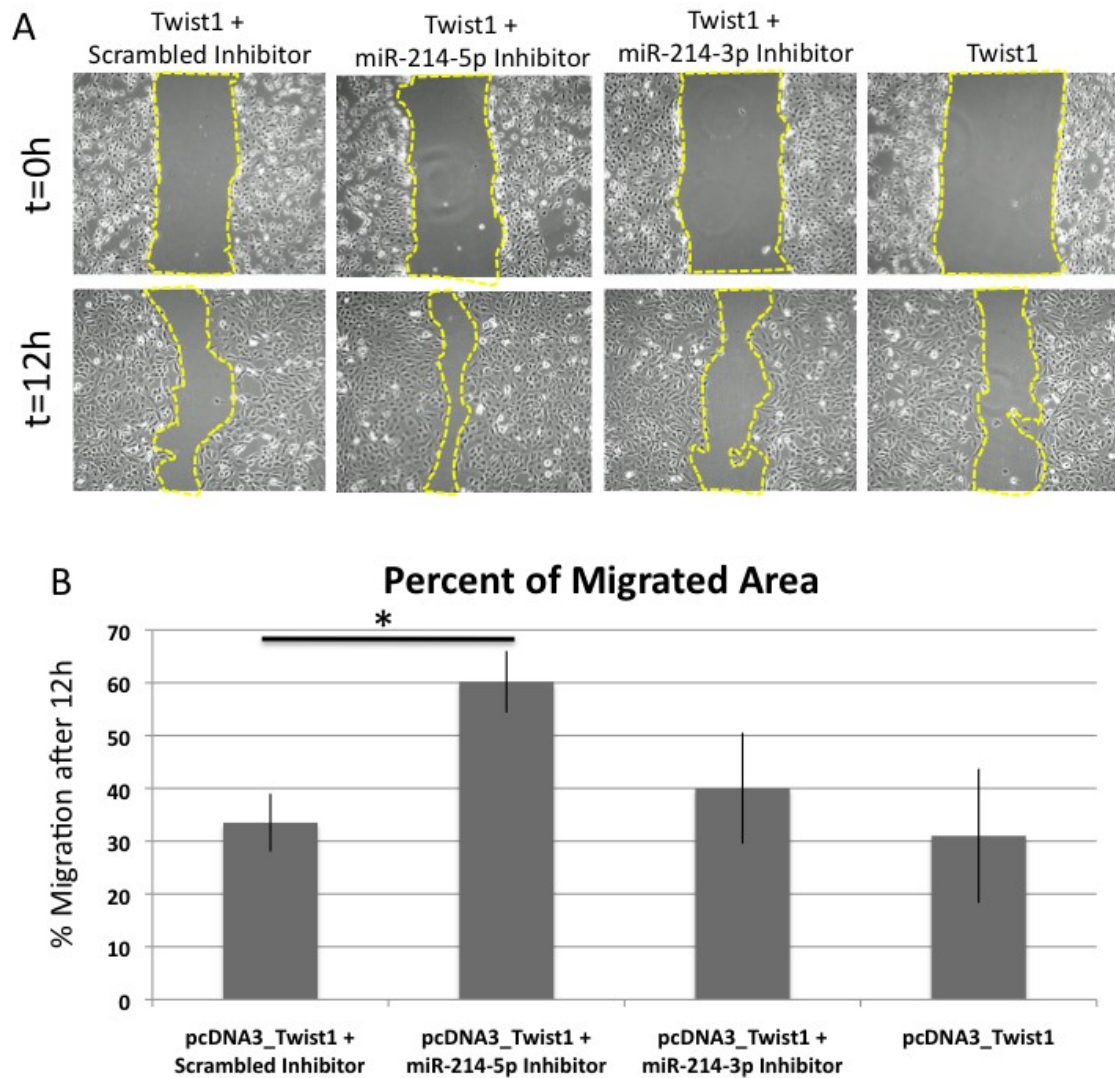 A
Twist1 +
Scrambled Inhibitor
Twist1 +
miR-214-5p Inhibitor
Twist1 +
miR-214-3p Inhibitor
Twist1
t=0h
t=12h
B
Percent of Migrated Area
*
% Migration after 12h
70
60
50
40
30
20
10
0
pcDNA3_Twist1 +
Scrambled Inhibitor
pcDNA3_Twist1 +
miR-214-5p Inhibitor
pcDNA3_Twist1 +
miR-214-3p Inhibitor
pcDNA3_Twist1